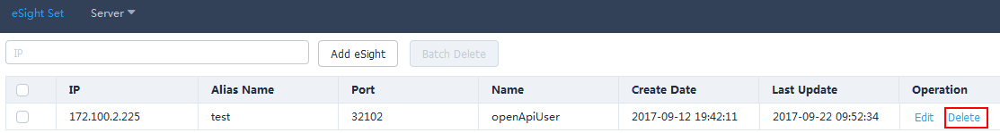 eSight Set Server
IP Add eSight Batch Delete
IP Alias Name Port Name Create Date Last Update Operation
172.100.2.225 test 32102 openApiUser 2017-09-12 19:42:11 2017-09-22 09:52:34 Edit Delete